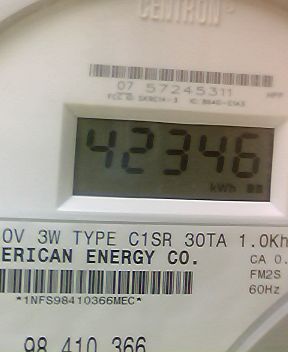 CENTRON
07 57245311
42346
kWh
0V 3W TYPE C1SR 30TA 1.0Kh
ERICAN ENERGY CO.
CA 0.
FM2S
*1NFS98410366MEC*
60Hz
98 410 366